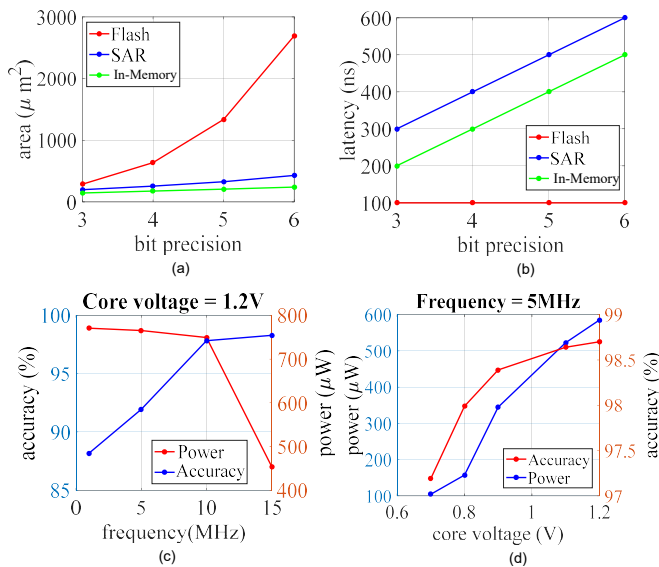 3000
2000
1000
0
area (μ m²)
Flash
SAR
In-Memory
3 4 5 6
bit precision
(a)
600
500
400
300
200
100
latency (ns)
Flash
SAR
In-Memory
3 4 5 6
bit precision
(b)
Core voltage = 1.2V
100
95
90
85
accuracy (%)
800
700
600
500
400
power (μW)
Power
Accuracy
0 5 10 15
frequency(MHz)
(c)
Frequency = 5MHz
600
500
400
300
200
100
power (μW)
99
98.5
98
97.5
97
accuracy (%)
Accuracy
Power
0.6 0.8 1.0 1.2
core voltage (V)
(d)